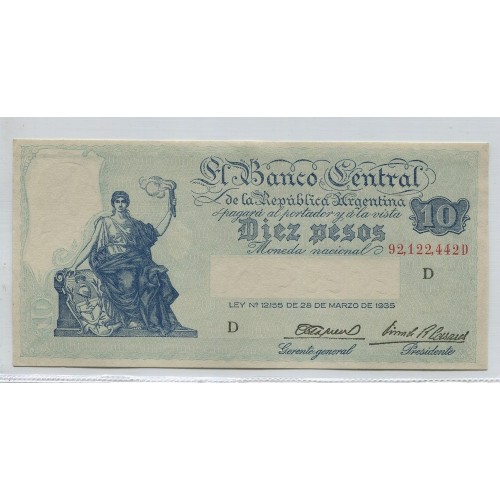 El Banco Central
de la República Argentina
pagará al portador y á la vista
10
Diez pesos
Moneda nacional 92,122,442D
D
LEY Nº 12155 DE 28 DE MARZO DE 1935
D
Gerente general
Presidente
10